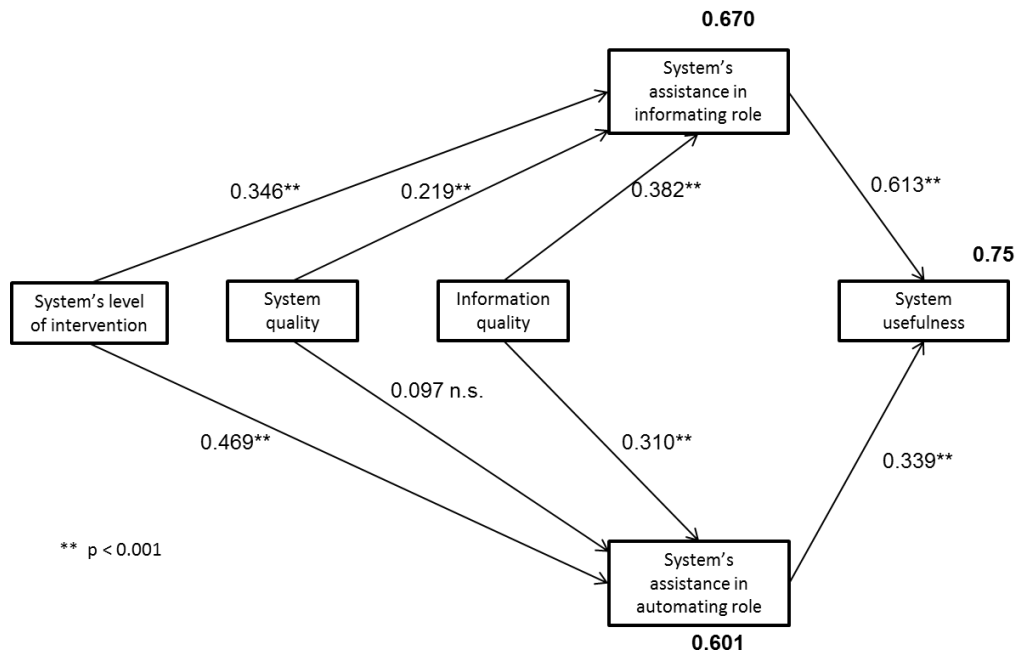 0.670
System's
assistance in
informating role
0.346**
0.219**
0.382**
0.613**
0.75
System's level
of intervention
System
quality
Information
quality
System
usefulness
0.097 n.s.
0.469**
0.310**
0.339**
** p < 0.001
System's
assistance in
automating role
0.601